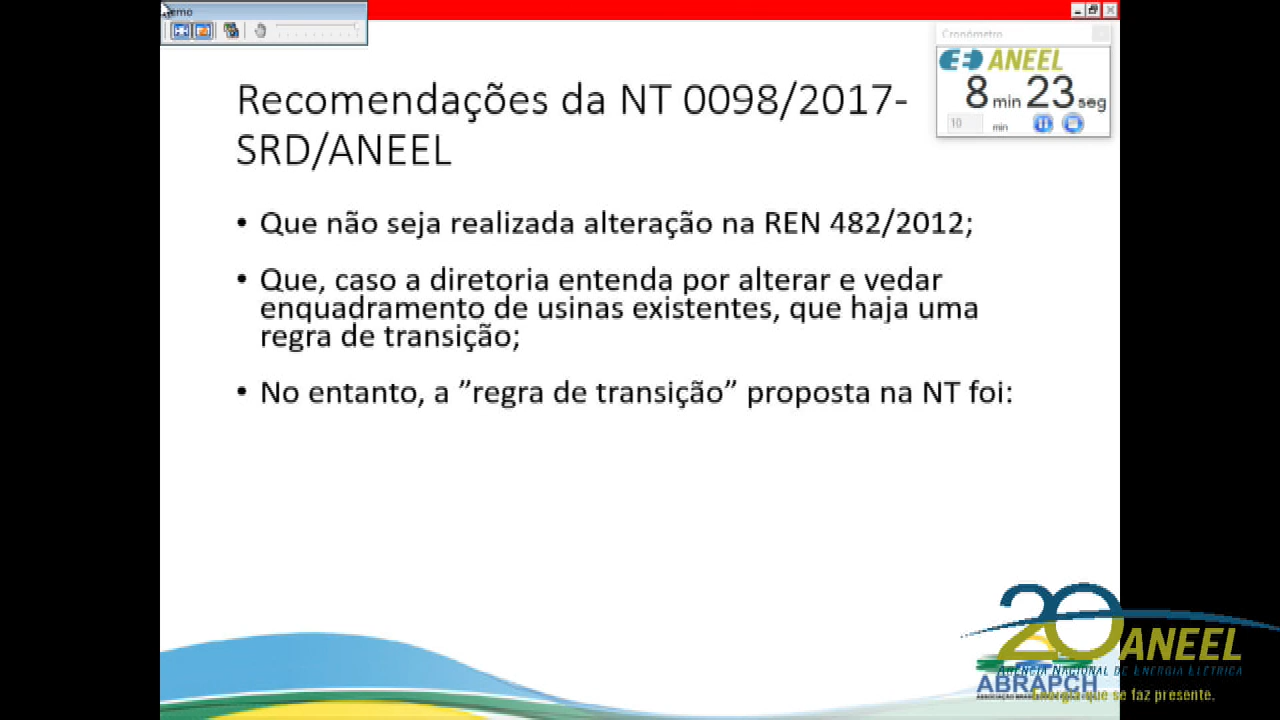 emo
Cronómetro
ANEEL
8 min 23 seg
10 min
Recomendações da NT 0098/2017-
SRD/ANEEL
• Que não seja realizada alteração na REN 482/2012;
• Que, caso a diretoria entenda por alterar e vedar
enquadramento de usinas existentes, que haja uma
regra de transição;
• No entanto, a ”regra de transição” proposta na NT foi:
20 ANEEL
AGÊNCIA NACIONAL DE ENERGIA ELÉTRICA
ABRAPCH
Energia que se faz presente.